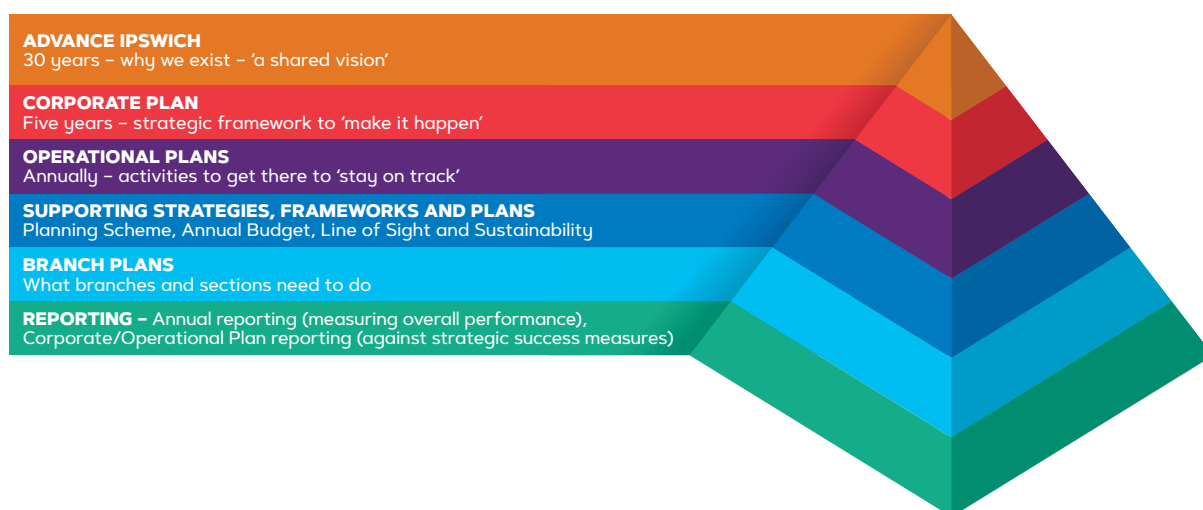 ADVANCE IPSWICH
30 years – why we exist – ‘a shared vision’
CORPORATE PLAN
Five years – strategic framework to ‘make it happen’
OPERATIONAL PLANS
Annually – activities to get there to ‘stay on track’
SUPPORTING STRATEGIES, FRAMEWORKS AND PLANS
Planning Scheme, Annual Budget, Line of Sight and Sustainability
BRANCH PLANS
What branches and sections need to do
REPORTING – Annual reporting (measuring overall performance),
Corporate/Operational Plan reporting (against strategic success measures)